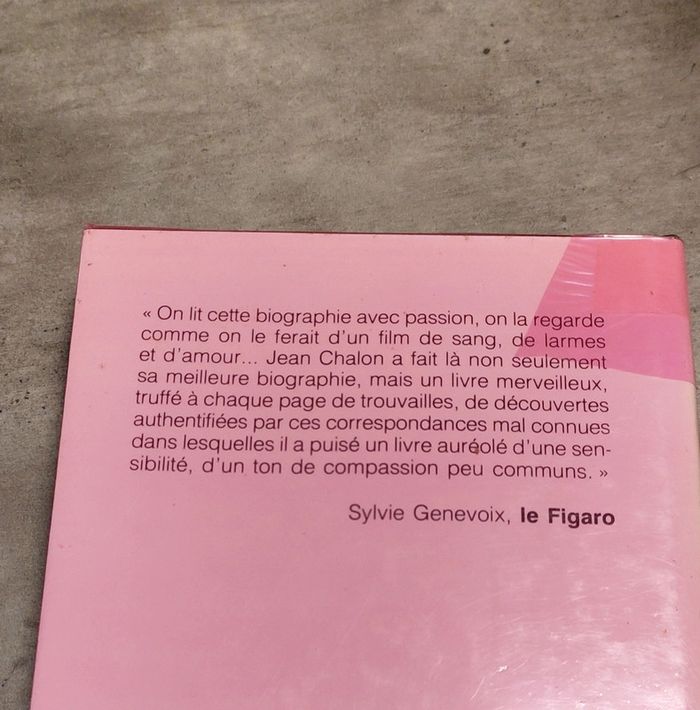 « On lit cette biographie avec passion, on la regarde
comme on le ferait d'un film de sang, de larmes
et d'amour... Jean Chalon a fait là non seulement
sa meilleure biographie, mais un livre merveilleux,
truffé à chaque page de trouvailles, de découvertes
authentifiées par ces correspondances mal connues
dans lesquelles il a puisé un livre auréolé d'une sen-
sibilité, d'un ton de compassion peu communs. »
Sylvie Genevoix, le Figaro